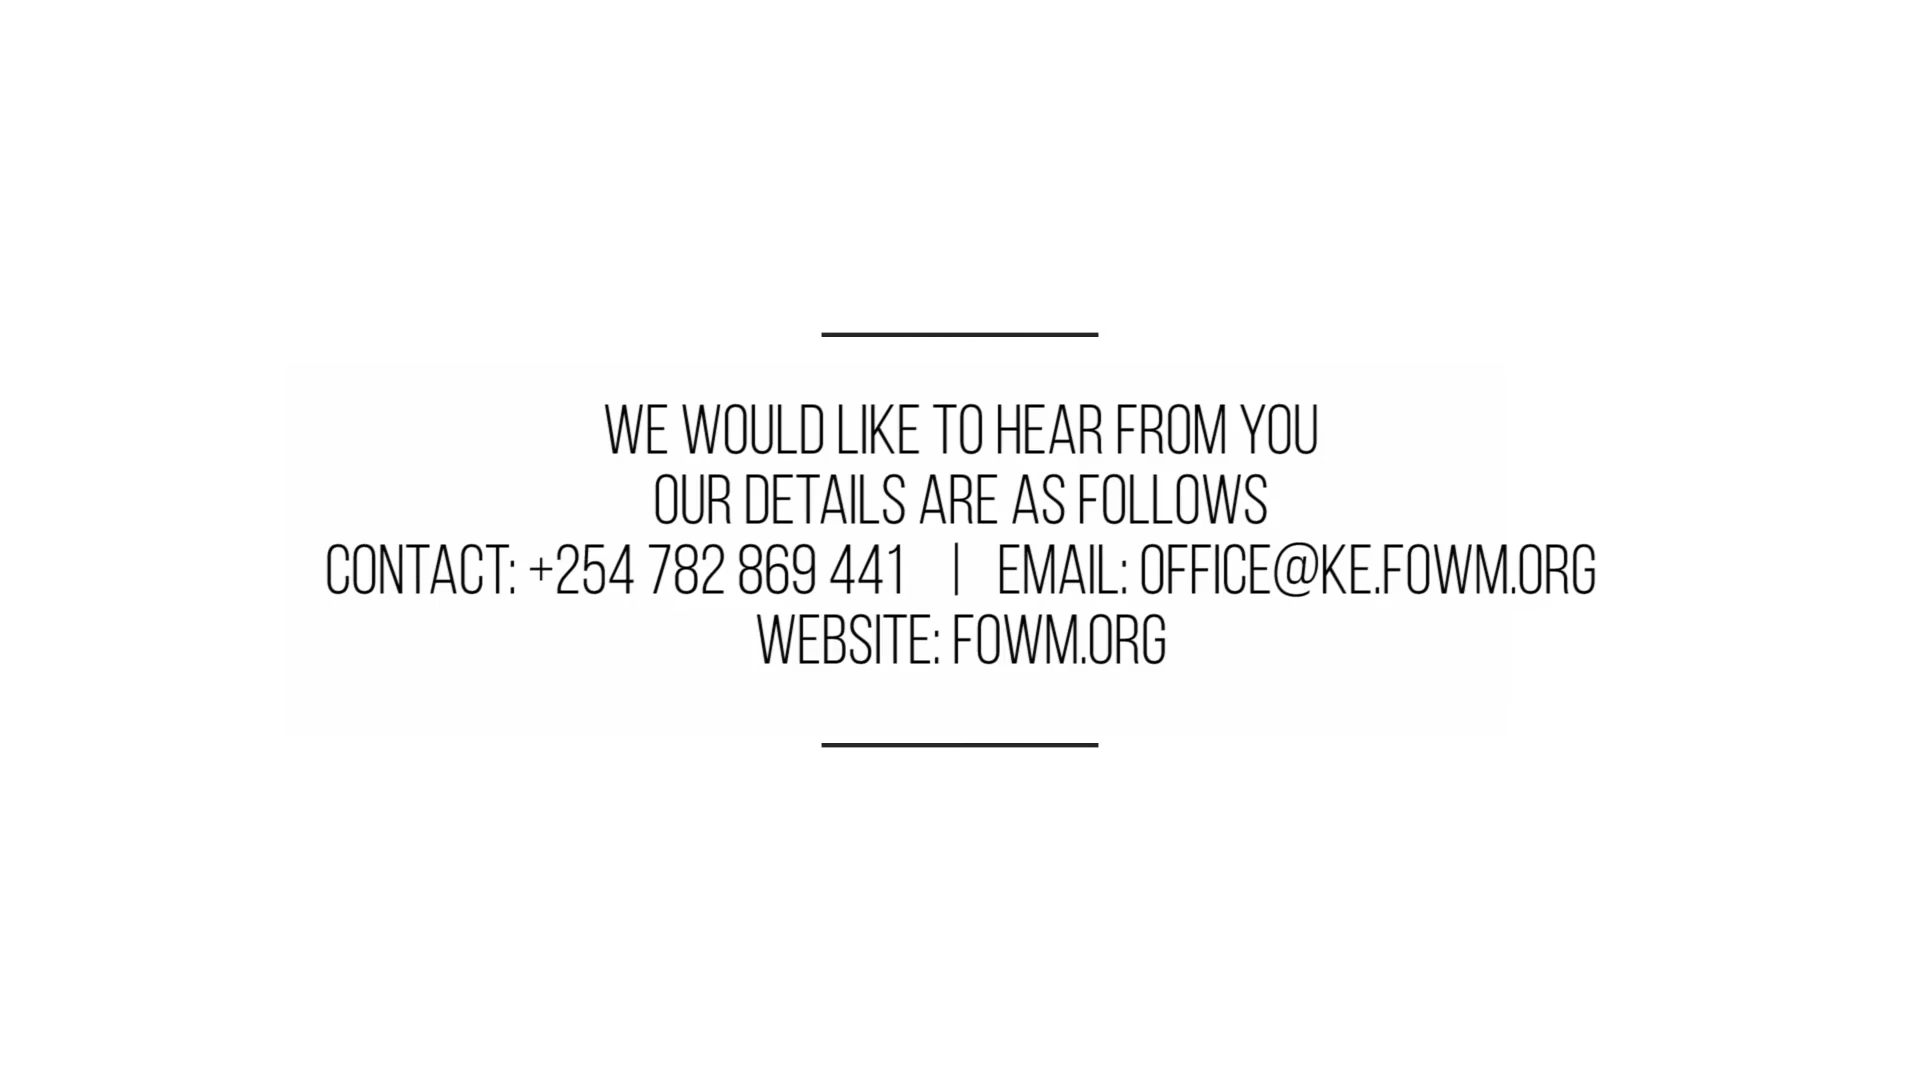 WE WOULD LIKE TO HEAR FROM YOU
OUR DETAILS ARE AS FOLLOWS
CONTACT: +254 782 869 441 | EMAIL: OFFICE@KE.FOWM.ORG
WEBSITE: FOWM.ORG